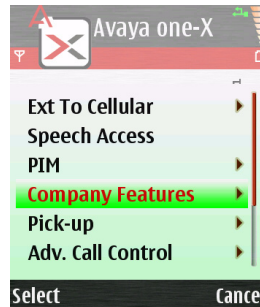 Avaya one-X
Ext To Cellular
Speech Access
PIM
Company Features
Pick-up
Adv. Call Control
Select
Cance